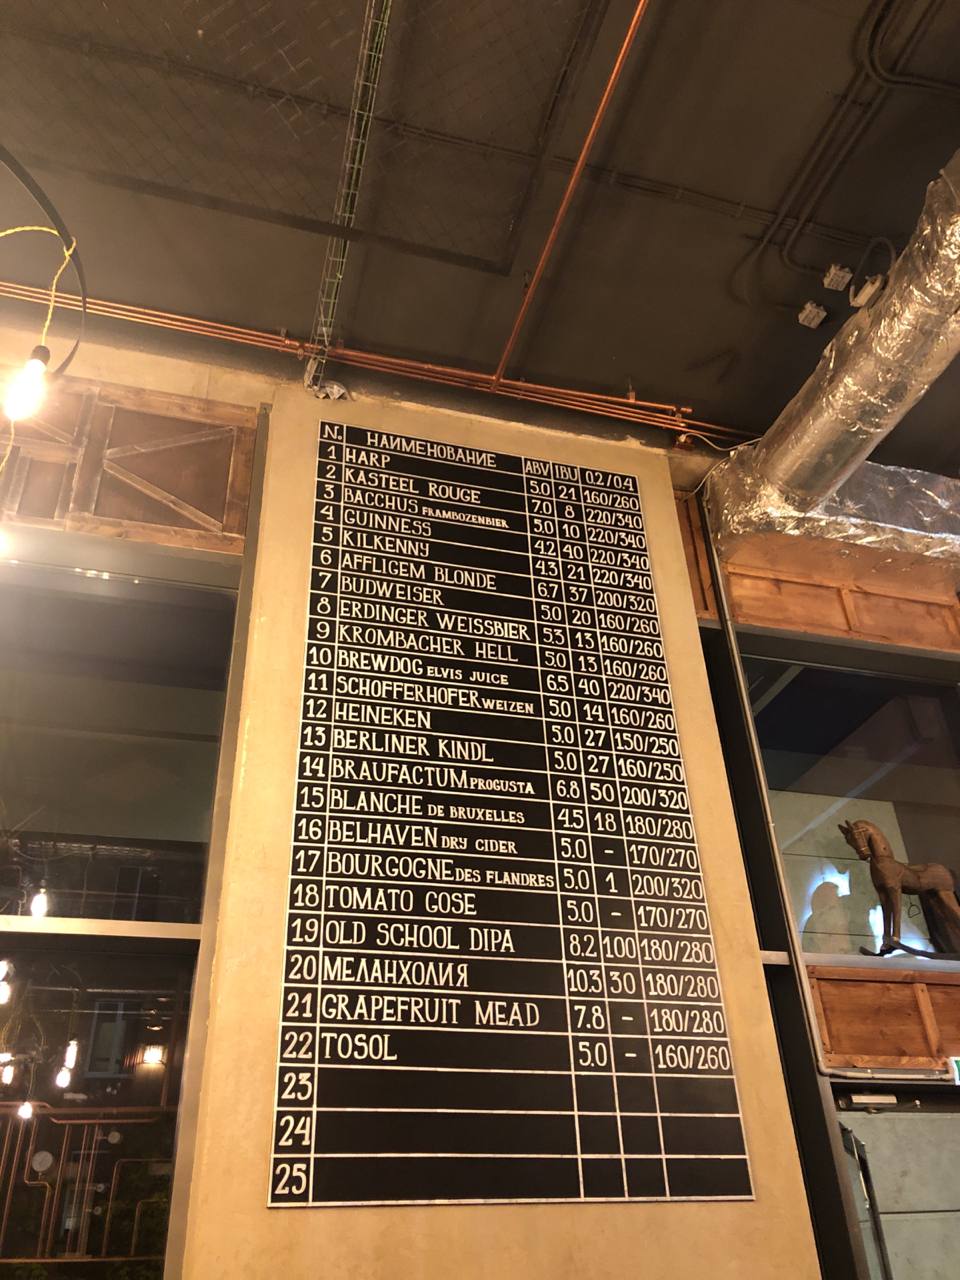 № НАИМЕНОВАНИЕ ABV IBU 0.2/0.4
1 HARP 5.0 21 160/260
2 KASTEEL ROUGE 7.0 8 220/340
3 BACCHUS FRAMBOZENBIER 5.0 10 220/340
4 GUINNESS 4.2 40 220/340
5 KILKENNY 4.3 21 220/340
6 AFFLIGEM BLONDE 6.7 37 200/320
7 BUDWEISER 5.0 20 160/260
8 ERDINGER WEISSBIER 5.3 13 160/260
9 KROMBACHER HELL 5.0 13 160/260
10 BREWDOG ELVIS JUICE 6.5 40 220/340
11 SCHOFFERHOFER WEIZEN 5.0 14 160/260
12 HEINEKEN 5.0 27 150/250
13 BERLINER KINDL 5.0 27 160/250
14 BRAUFACTUM PROGUSTA 6.8 50 200/320
15 BLANCHE DE BRUXELLES 4.5 18 180/280
16 BELHAVEN DRY CIDER 5.0 - 170/270
17 BOURGOGNE DES FLANDRES 5.0 1 200/320
18 TOMATO GOSE 5.0 - 170/270
19 OLD SCHOOL DIPA 8.2 100 180/280
20 МЕЛАНХОЛИЯ 10.3 30 180/280
21 GRAPEFRUIT MEAD 7.8 - 180/280
22 TOSOL 5.0 - 160/260
23
24
25